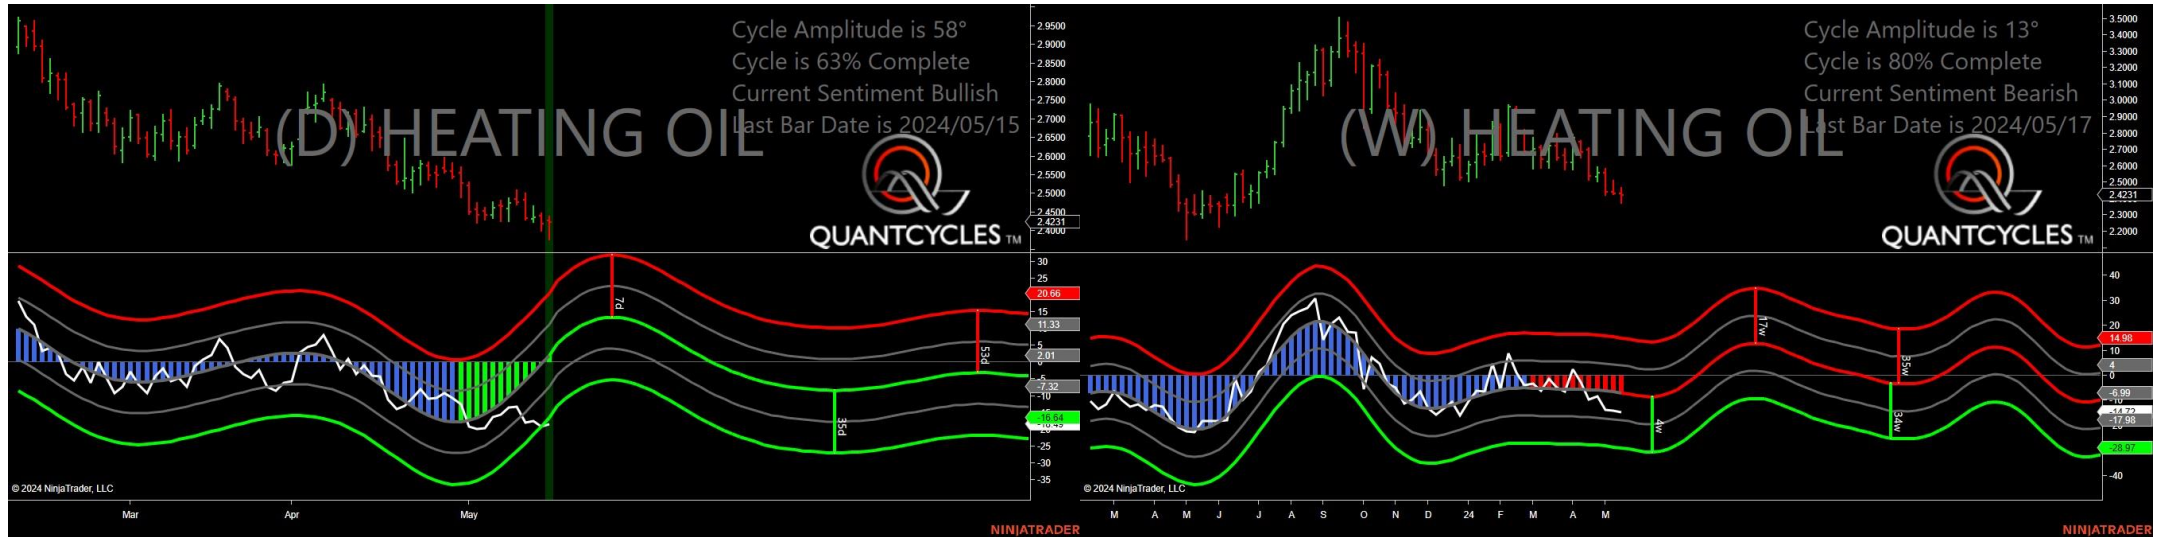 Cycle Amplitude is 58°
Cycle is 63% Complete
Current Sentiment Bullish
Last Bar Date is 2024/05/15
(D) HEATING OIL
QUANTCYCLES TM
2.9500
2.9000
2.8500
2.8000
2.7500
2.7000
2.6500
2.6000
2.5500
2.5000
2.4500
2.4231
2.4000
30
25
20.66
15
11.33
5
2.01
0
-5
-7.32
-10
-16.64
-25
-30
-35
7d
53d
35d
© 2024 NinjaTrader, LLC
Mar
Apr
May
NINJATRADER
Cycle Amplitude is 13°
Cycle is 80% Complete
Current Sentiment Bearish
Last Bar Date is 2024/05/17
(W) HEATING OIL
QUANTCYCLES TM
3.5000
3.4000
3.3000
3.2000
3.1000
3.0000
2.9000
2.8000
2.7000
2.6000
2.5000
2.4231
2.3000
2.2000
40
30
20
14.98
10
4
0
-6.99
-17.98
-28.97
-40
17w
35w
4w
34w
© 2024 NinjaTrader, LLC
M A M J J A S O N D 24 F M A M
NINJATRADER